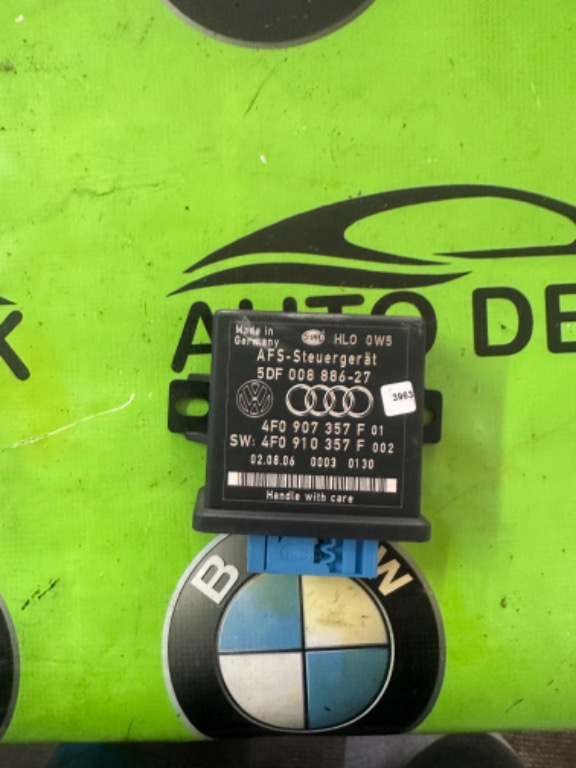 K
AUTO DE
Made in
Germany
HELLA
HLO 0W5
AFS-Steuergerät
5DF 008 886-27
3963
4F0 907 357 F 01
SW: 4F0 910 357 F 002
02.08.06 0003 0130
Handle with care
B W